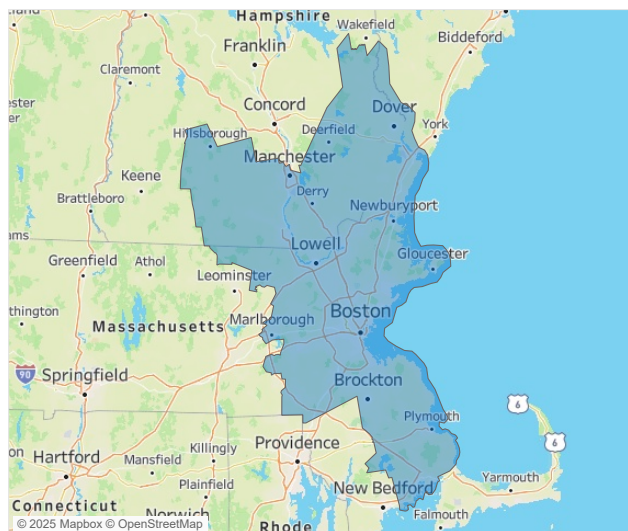 Hampshire
Wakefield
Franklin
Biddeford
Claremont
Concord
Dover
Deerfield
York
Hillsborough
Manchester
Keene
Derry
Brattleboro
Newburyport
ams
Lowell
Greenfield
Athol
Gloucester
Leominster
thington
Massachusetts
Marlborough
Boston
90
Springfield
Brockton
6
Plymouth
6
Providence
Killingly
Hartford
Mansfield
Plainfield
New Bedford
Yarmouth
Connecticut
Norwich
Falmouth
© 2025 Mapbox © OpenStreetMap
Rhode